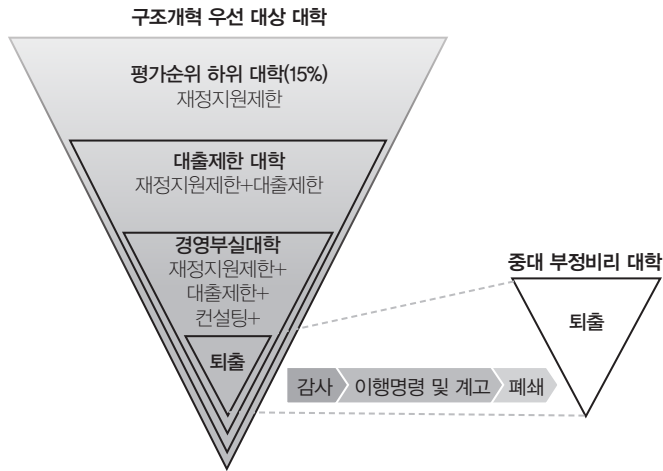 구조개혁 우선 대상 대학
평가순위 하위 대학(15%)
재정지원제한
대출제한 대학
재정지원제한+대출제한
경영부실대학
재정지원제한+
대출제한+
컨설팅+
퇴출
중대 부정비리 대학
퇴출
감사 이행명령 및 계고 폐쇄